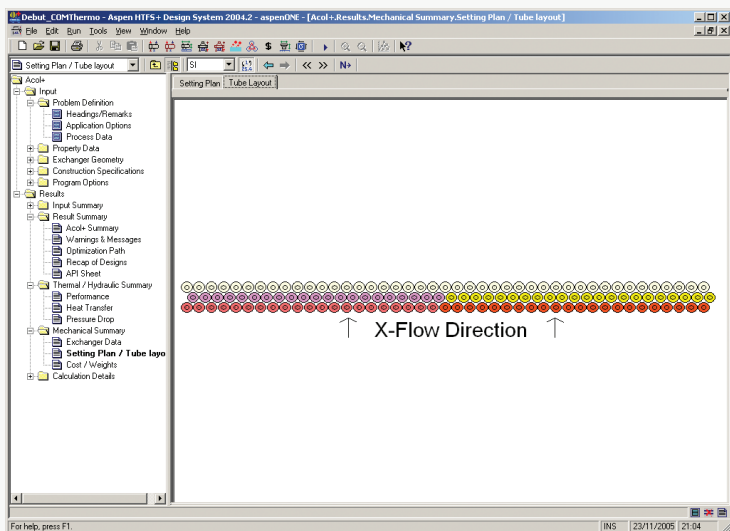 Debut_COMThermo - Aspen HTFS+ Design System 2004.2 - aspenONE - [Acol+.Results.Mechanical Summary.Setting Plan / Tube layout]
File Edit Run Tools View Window Help
Setting Plan / Tube layout
SI
Setting Plan
Tube Layout
Acol+
Input
Problem Definition
Headings/Remarks
Application Options
Process Data
Property Data
Exchanger Geometry
Construction Specifications
Program Options
Results
Input Summary
Result Summary
Acol+ Summary
Warnings & Messages
Optimization Path
Recap of Designs
API Sheet
Thermal / Hydraulic Summary
Performance
Heat Transfer
Pressure Drop
Mechanical Summary
Exchanger Data
Setting Plan / Tube layo
Cost / Weights
Calculation Details
X-Flow Direction
For help, press F1.
INS
23/11/2005
21:04